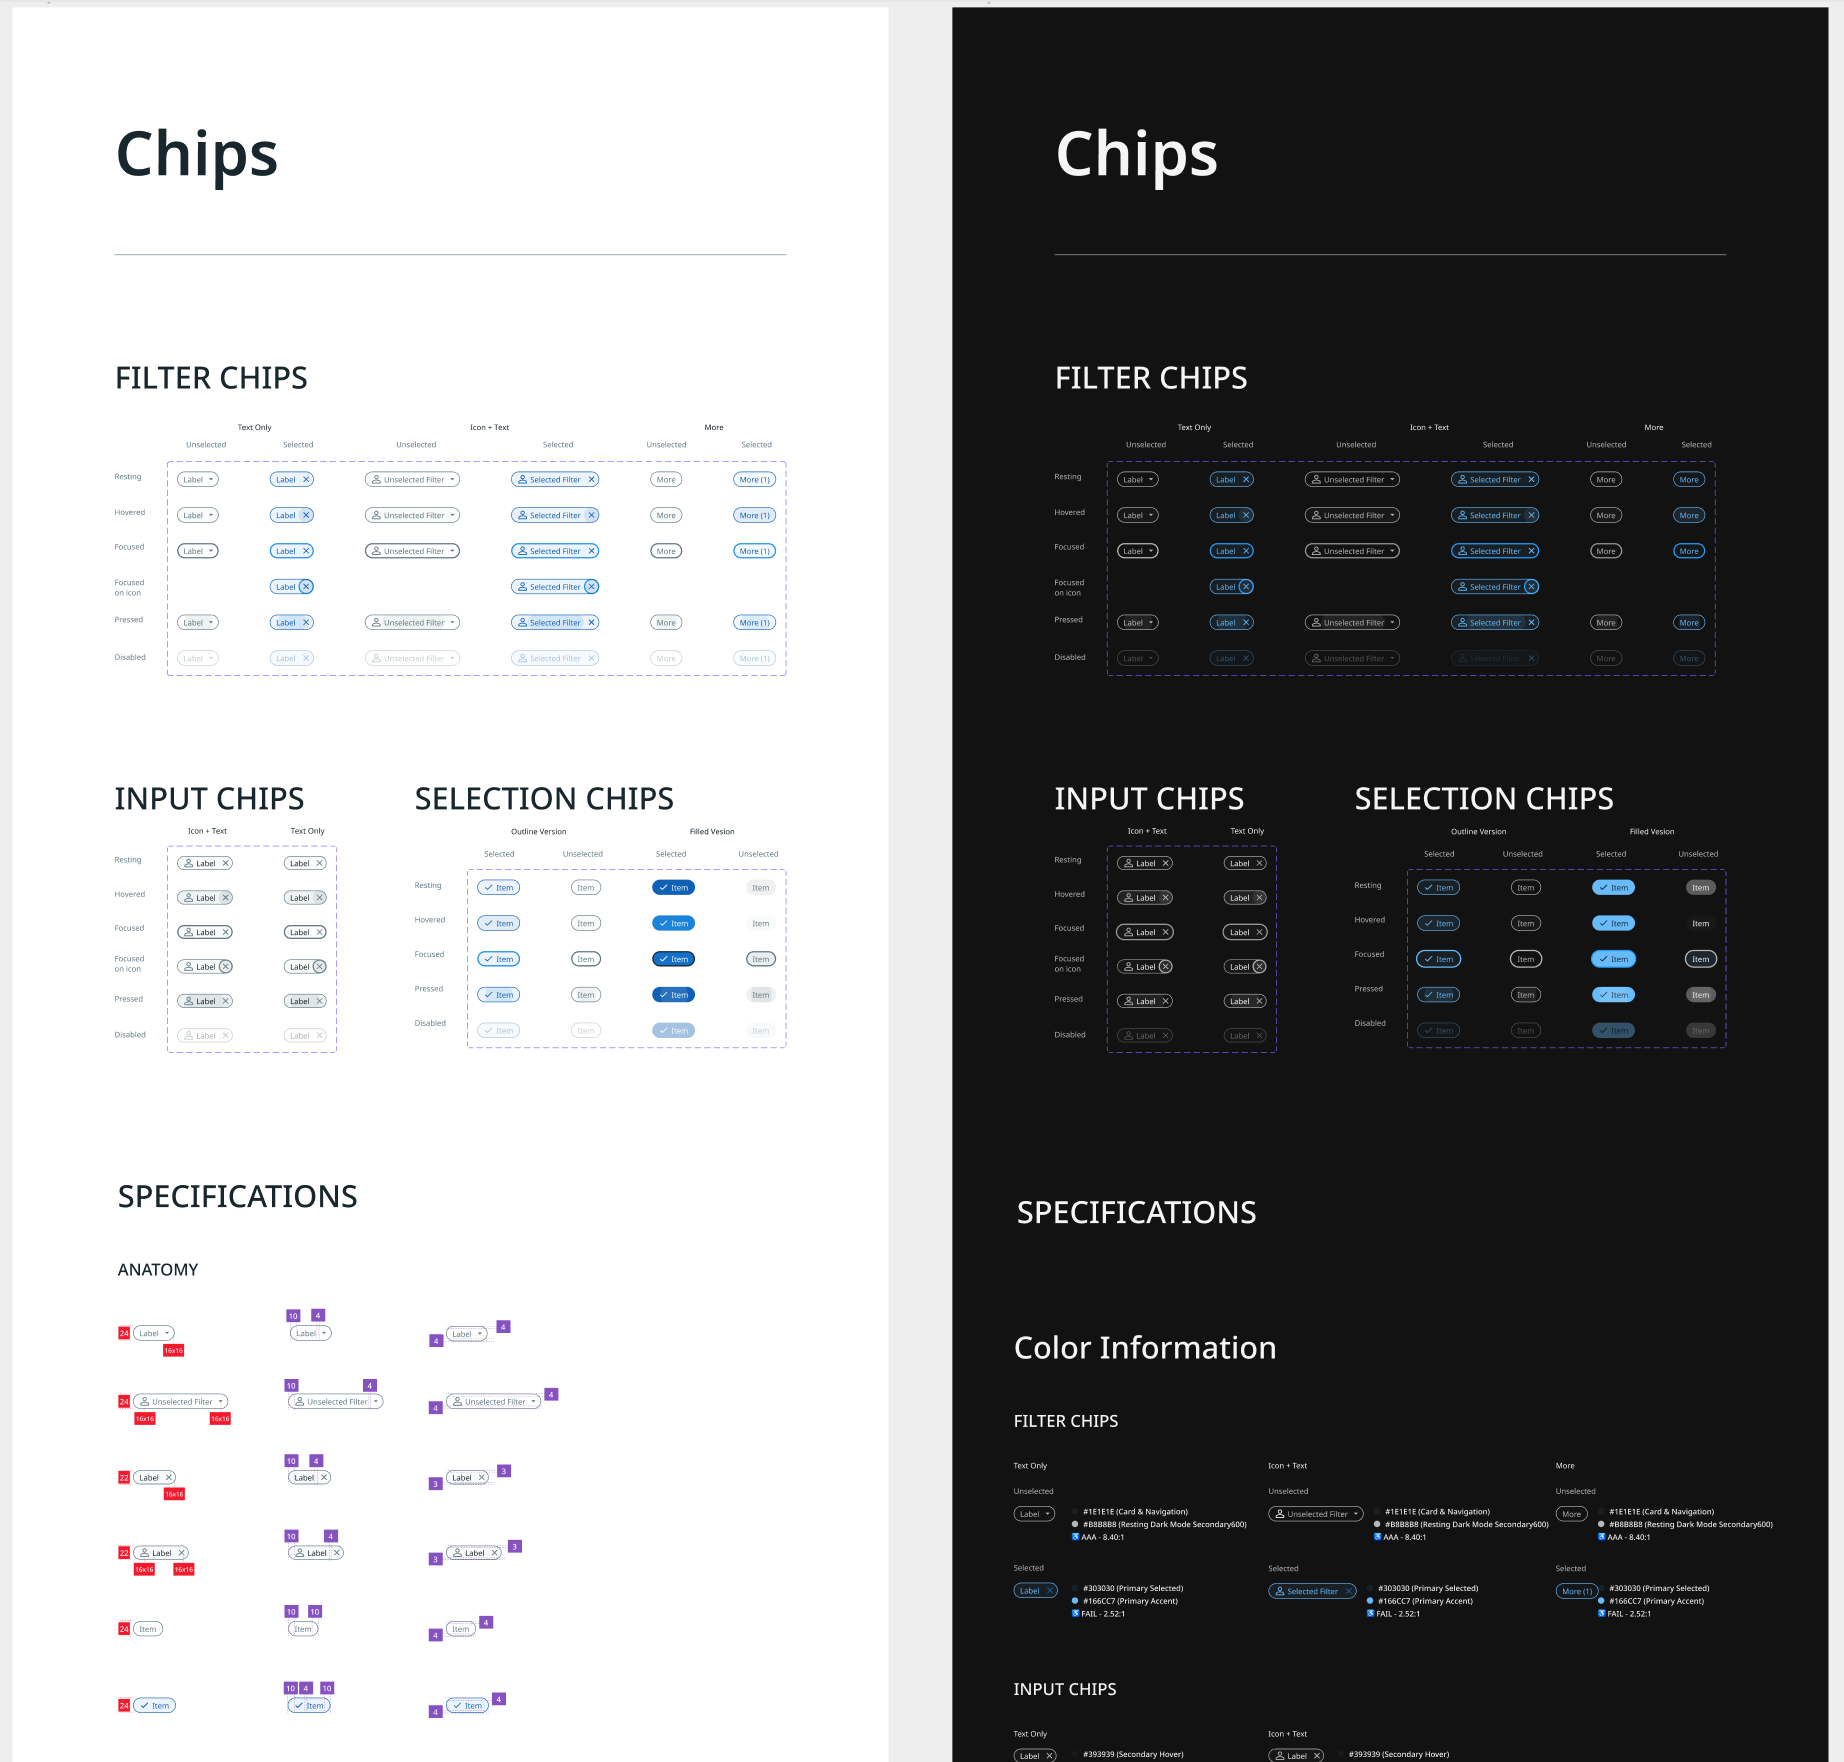 Chips
FILTER CHIPS
Text Only Icon + Text More
Unselected Selected Unselected Selected Unselected Selected
Resting Label Label Unselected Filter Selected Filter More More (1)
Hovered Label Label Unselected Filter Selected Filter More More (1)
Focused Label Label Unselected Filter Selected Filter More More (1)
Focused
on icon
Label Selected Filter
Pressed Label Label Unselected Filter Selected Filter More More (1)
Disabled Label Label Unselected Filter Selected Filter More More (1)
INPUT CHIPS
Icon + Text Text Only
Resting Label Label
Hovered Label Label
Focused Label Label
Focused
on icon
Label Label
Pressed Label Label
Disabled Label Label
SELECTION CHIPS
Outline Version Filled Vesion
Selected Unselected Selected Unselected
Resting Item Item Item Item
Hovered Item Item Item Item
Focused Item Item Item Item
Pressed Item Item Item Item
Disabled Item Item Item Item
SPECIFICATIONS
ANATOMY
10 4
24 Label Label 4 Label 4
16x16
10 4
24 Unselected Filter Unselected Filter 4 Unselected Filter 4
16x16 16x16
10 4
22 Label Label 3 Label 3
16x16
10 4
22 Label Label 3 Label 3
16x16 16x16
10 10
24 Item Item 4 Item 4
10 4 10
24 Item Item 4 Item 4
Chips
FILTER CHIPS
Text Only Icon + Text More
Unselected Selected Unselected Selected Unselected Selected
Resting Label Label Unselected Filter Selected Filter More More
Hovered Label Label Unselected Filter Selected Filter More More
Focused Label Label Unselected Filter Selected Filter More More
Focused
on icon
Label Selected Filter
Pressed Label Label Unselected Filter Selected Filter More More
Disabled Label Label Unselected Filter Selected Filter More More
INPUT CHIPS
Icon + Text Text Only
Resting Label Label
Hovered Label Label
Focused Label Label
Focused
on icon
Label Label
Pressed Label Label
Disabled Label Label
SELECTION CHIPS
Outline Version Filled Vesion
Selected Unselected Selected Unselected
Resting Item Item Item Item
Hovered Item Item Item Item
Focused Item Item Item Item
Pressed Item Item Item Item
Disabled Item Item Item Item
SPECIFICATIONS
Color Information
FILTER CHIPS
Text Only Icon + Text More
Unselected Unselected Unselected
Label #1E1E1E (Card & Navigation) Unselected Filter #1E1E1E (Card & Navigation) More #1E1E1E (Card & Navigation)
#B8B8B8 (Resting Dark Mode Secondary600) #B8B8B8 (Resting Dark Mode Secondary600) #B8B8B8 (Resting Dark Mode Secondary600)
AAA - 8.40:1 AAA - 8.40:1 AAA - 8.40:1
Selected Selected Selected
Label #303030 (Primary Selected) Selected Filter #303030 (Primary Selected) More (1) #303030 (Primary Selected)
#166CC7 (Primary Accent) #166CC7 (Primary Accent) #166CC7 (Primary Accent)
FAIL - 2.52:1 FAIL - 2.52:1 FAIL - 2.52:1
INPUT CHIPS
Text Only Icon + Text
Label #393939 (Secondary Hover) Label #393939 (Secondary Hover)